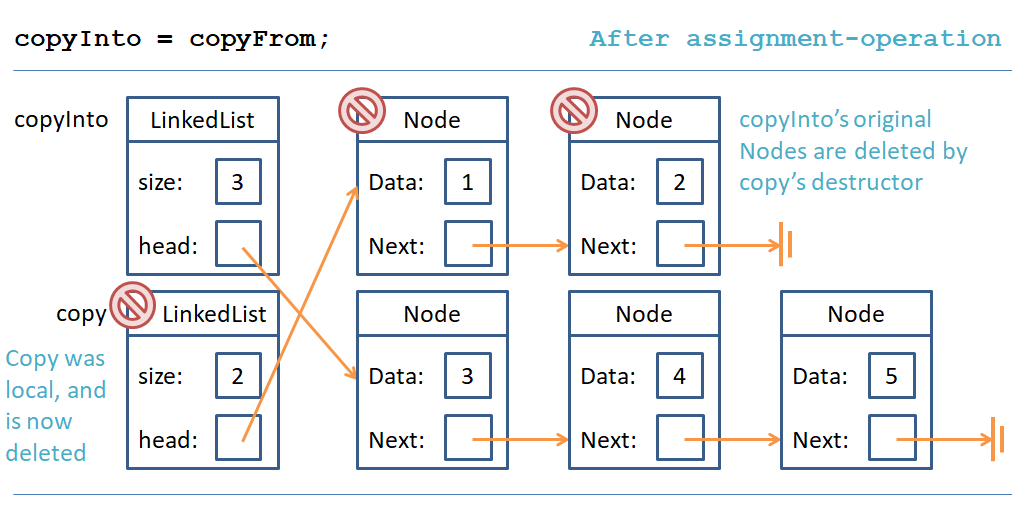 copyInto = copyFrom;
After assignment-operation
copyInto
LinkedList
Node
Node
copyInto's original
Nodes are deleted by
copy's destructor
size: 3
Data: 1
Data: 2
head:
Next:
Next:
copy
LinkedList
Node
Node
Node
Copy was
local, and
is now
deleted
size: 2
Data: 3
Data: 4
Data: 5
head:
Next:
Next:
Next: